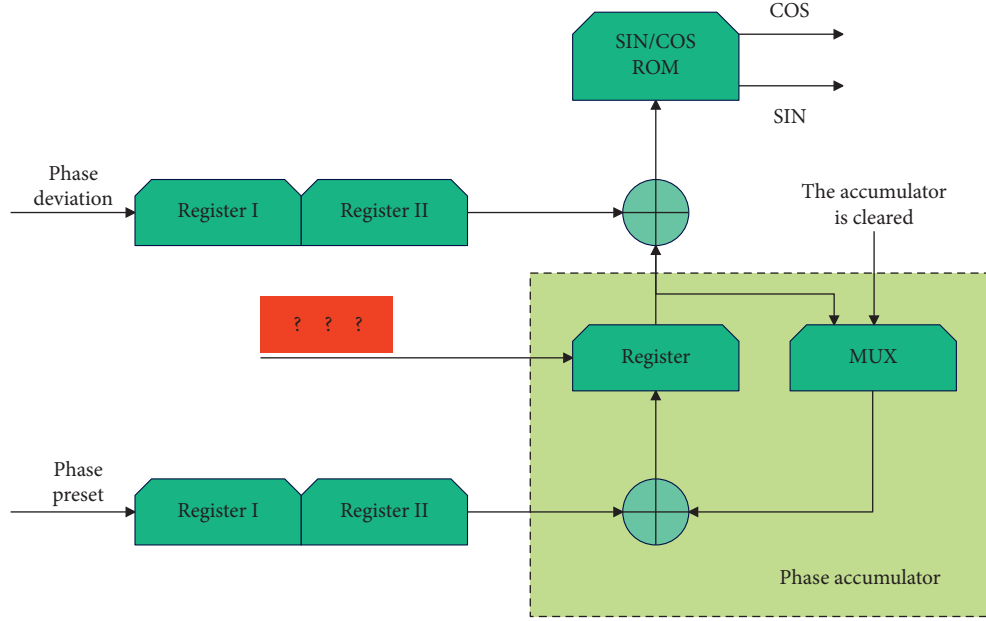 COS
SIN/COS
ROM
SIN
Phase
deviation
Register I
Register II
The accumulator
is cleared
? ? ?
Register
MUX
Phase
preset
Register I
Register II
Phase accumulator